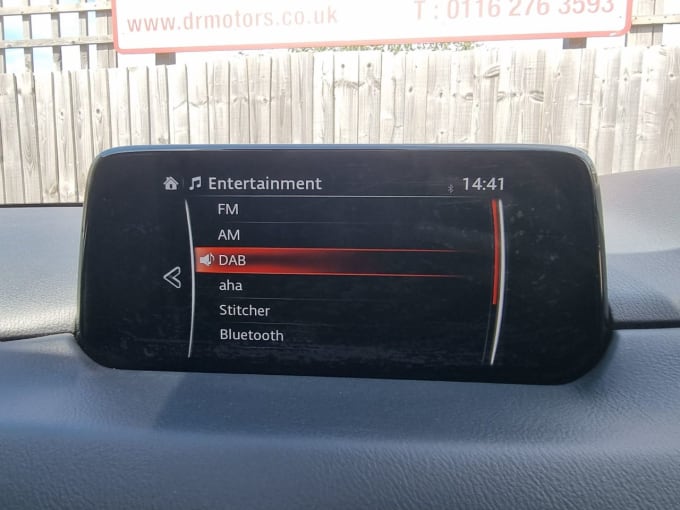 www.drmotors.co.uk T: 0116 276 3593
Entertainment 14:41
FM
AM
DAB
aha
Stitcher
Bluetooth